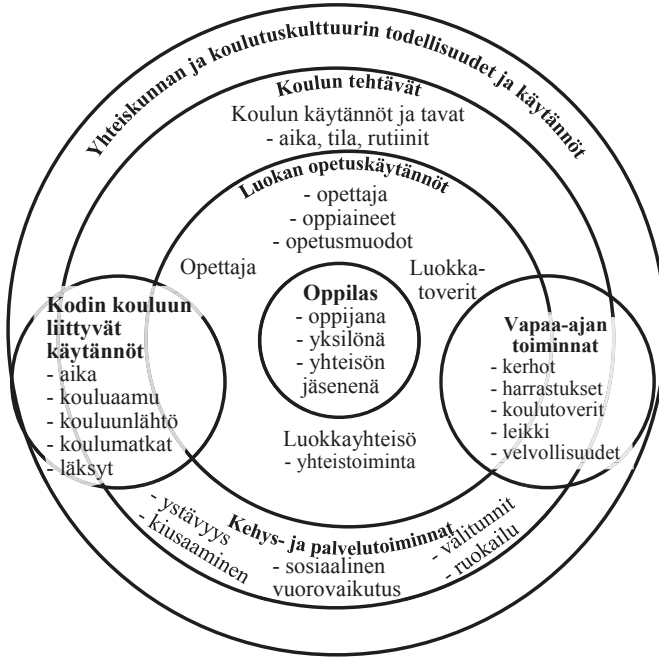 Yhteiskunnan ja koulutuskulttuurin todellisuudet ja käytännöt
Koulun tehtävät
Koulun käytännöt ja tavat
- aika, tila, rutiinit
Luokan opetuskäytännöt
- opettaja
- oppiaineet
- opetusmuodot
Opettaja
Luokka-
toverit
Oppilas
- oppijana
- yksilönä
- yhteisön
jäsenenä
Kodin kouluun
liittyvät
käytännöt
- aika
- kouluaamu
- kouluunlähtö
- koulumatkat
- läksyt
Vapaa-ajan
toiminnat
- kerhot
- harrastukset
- koulutoverit
- leikki
- velvollisuudet
Luokkayhteisö
- yhteistoiminta
Kehys- ja palvelutoiminnat
- ystävyys
- kiusaaminen
- sosiaalinen
vuorovaikutus
- välitunnit
- ruokailu